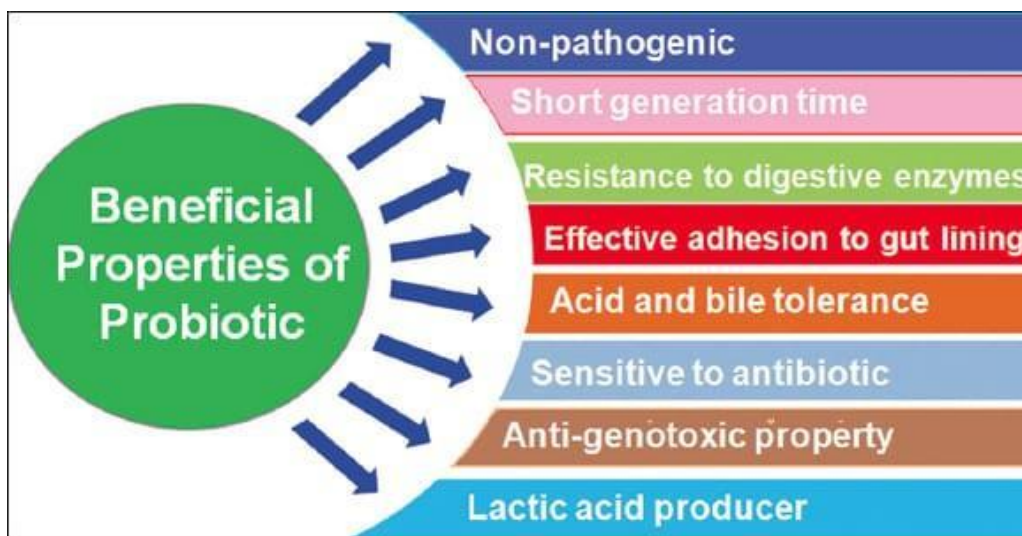 Beneficial
Properties of
Probiotic
Non-pathogenic
Short generation time
Resistance to digestive enzymes
Effective adhesion to gut lining
Acid and bile tolerance
Sensitive to antibiotic
Anti-genotoxic property
Lactic acid producer